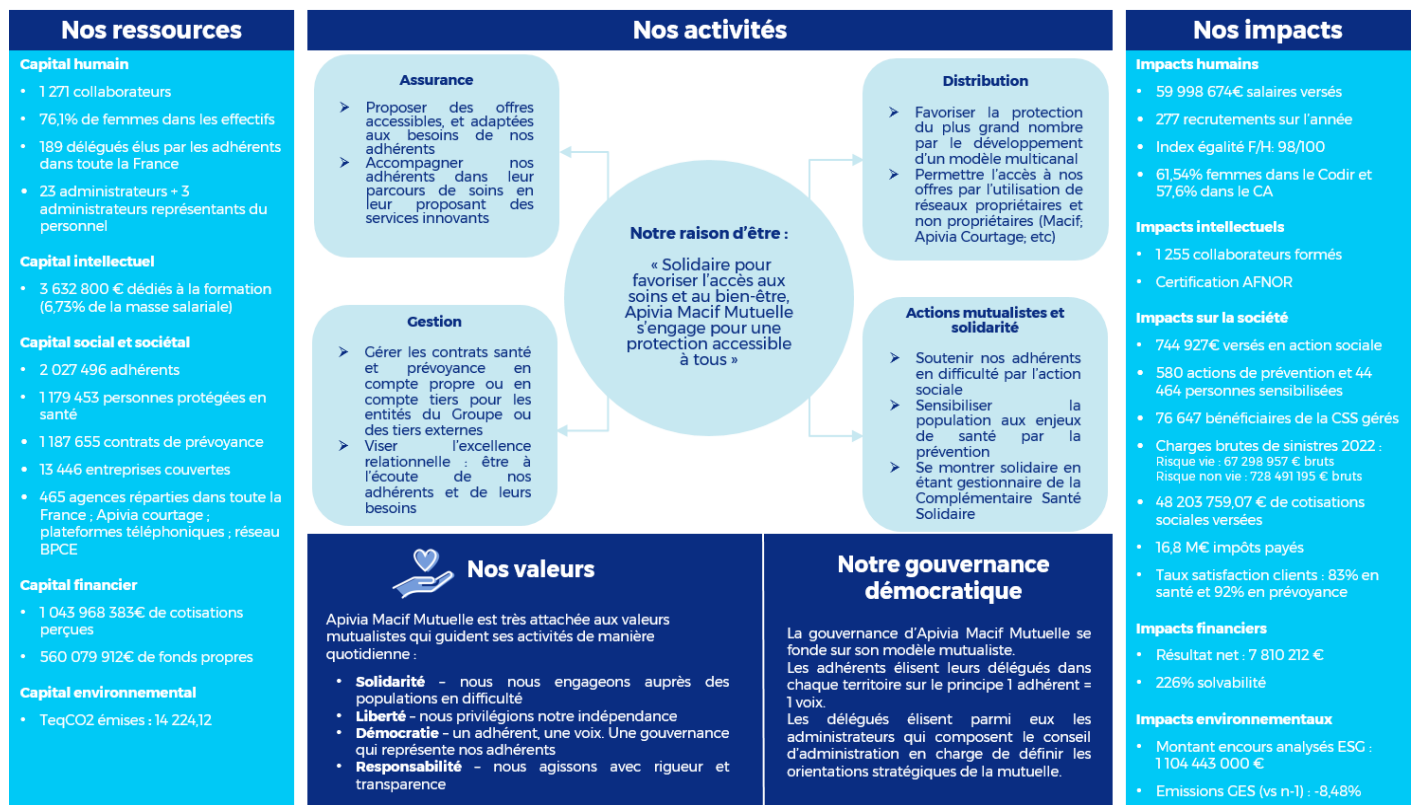 Nos ressources
Capital humain
• 1 271 collaborateurs
• 76,1% de femmes dans les effectifs
• 189 délégués élus par les adhérents
dans toute la France
• 23 administrateurs + 3
administrateurs représentants du
personnel
Capital intellectuel
• 3 632 800 € dédiés à la formation
(6,73% de la masse salariale)
Capital social et sociétal
• 2 027 496 adhérents
• 1 179 453 personnes protégées en
santé
• 1 187 655 contrats de prévoyance
• 13 446 entreprises couvertes
• 465 agences réparties dans toute la
France ; Apivia courtage ;
plateformes téléphoniques ; réseau
BPCE
Capital financier
• 1 043 968 383€ de cotisations
perçues
• 560 079 912€ de fonds propres
Capital environnemental
• TeqCO2 émises : 14 224,12
Nos activités
Assurance
➢ Proposer des offres
accessibles, et adaptées
aux besoins de nos
adhérents
➢ Accompagner nos
adhérents dans leur
parcours de soins en
leur proposant des
services innovants
Distribution
➢ Favoriser la protection
du plus grand nombre
par le développement
d'un modèle multicanal
➢ Permettre l'accès à nos
offres par l'utilisation de
réseaux propriétaires et
non propriétaires (Macif;
Apivia Courtage; etc)
Notre raison d'être :
« Solidaire pour
favoriser l'accès aux
soins et au bien-être,
Apivia Macif Mutuelle
s'engage pour une
protection accessible
à tous »
Gestion
➢ Gérer les contrats santé
et prévoyance en
compte propre ou en
compte tiers pour les
entités du Groupe ou
des tiers externes
➢ Viser l'excellence
relationnelle : être à
l'écoute de nos
adhérents et de leurs
besoins
Actions mutualistes et
solidarité
➢ Soutenir nos adhérents
en difficulté par l'action
sociale
➢ Sensibiliser la
population aux enjeux
de santé par la
prévention
➢ Se montrer solidaire en
étant gestionnaire de la
Complémentaire Santé
Solidaire
Nos valeurs
Apivia Macif Mutuelle est très attachée aux valeurs
mutualistes qui guident ses activités de manière
quotidienne :
• Solidarité – nous nous engageons auprès des
populations en difficulté
• Liberté – nous privilégions notre indépendance
• Démocratie – un adhérent, une voix. Une gouvernance
qui représente nos adhérents
• Responsabilité – nous agissons avec rigueur et
transparence
Notre gouvernance
démocratique
La gouvernance d'Apivia Macif Mutuelle se
fonde sur son modèle mutualiste.
Les adhérents élisent leurs délégués dans
chaque territoire sur le principe 1 adhérent =
1 voix.
Les délégués élisent parmi eux les
administrateurs qui composent le conseil
d'administration en charge de définir les
orientations stratégiques de la mutuelle.
Nos impacts
Impacts humains
• 59 998 674€ salaires versés
• 277 recrutements sur l'année
• Index égalité F/H: 98/100
• 61,54% femmes dans le Codir et
57,6% dans le CA
Impacts intellectuels
• 1 255 collaborateurs formés
• Certification AFNOR
Impacts sur la société
• 744 927€ versés en action sociale
• 580 actions de prévention et 44
464 personnes sensibilisées
• 76 647 bénéficiaires de la CSS gérés
• Charges brutes de sinistres 2022 :
Risque vie : 67 298 957 € bruts
Risque non vie : 728 491 195 € bruts
• 48 203 759,07 € de cotisations
sociales versées
• 16,8 M€ impôts payés
• Taux satisfaction clients : 83% en
santé et 92% en prévoyance
Impacts financiers
• Résultat net : 7 810 212 €
• 226% solvabilité
Impacts environnementaux
• Montant encours analysés ESG :
1 104 443 000 €
• Emissions GES (vs n-1) : -8,48%